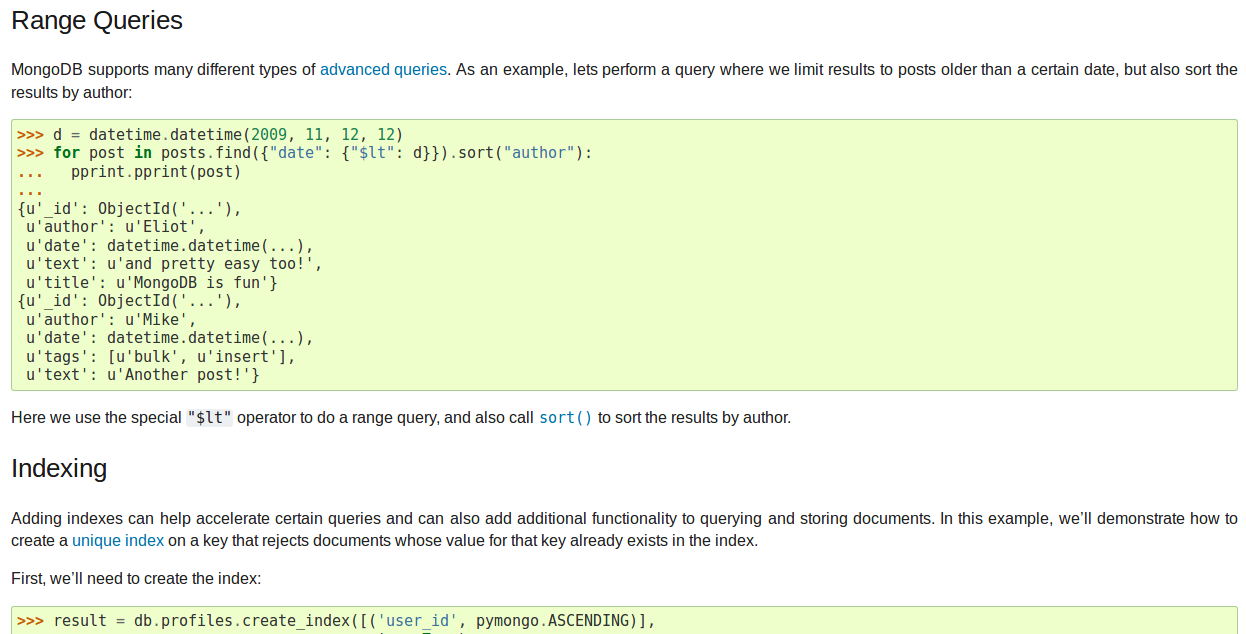 Range Queries
MongoDB supports many different types of advanced queries. As an example, lets perform a query where we limit results to posts older than a certain date, but also sort the
results by author:
>>> d = datetime.datetime(2009, 11, 12, 12)
>>> for post in posts.find({"date": {"$lt": d}}).sort("author"):
...   pprint.pprint(post)
...
{u'_id': ObjectId('...'),
 u'author': u'Eliot',
 u'date': datetime.datetime(...),
 u'text': u'and pretty easy too!',
 u'title': u'MongoDB is fun'}
{u'_id': ObjectId('...'),
 u'author': u'Mike',
 u'date': datetime.datetime(...),
 u'tags': [u'bulk', u'insert'],
 u'text': u'Another post!'}
Here we use the special "$lt" operator to do a range query, and also call sort() to sort the results by author.
Indexing
Adding indexes can help accelerate certain queries and can also add additional functionality to querying and storing documents. In this example, we’ll demonstrate how to
create a unique index on a key that rejects documents whose value for that key already exists in the index.
First, we’ll need to create the index:
>>> result = db.profiles.create_index([('user_id', pymongo.ASCENDING)],